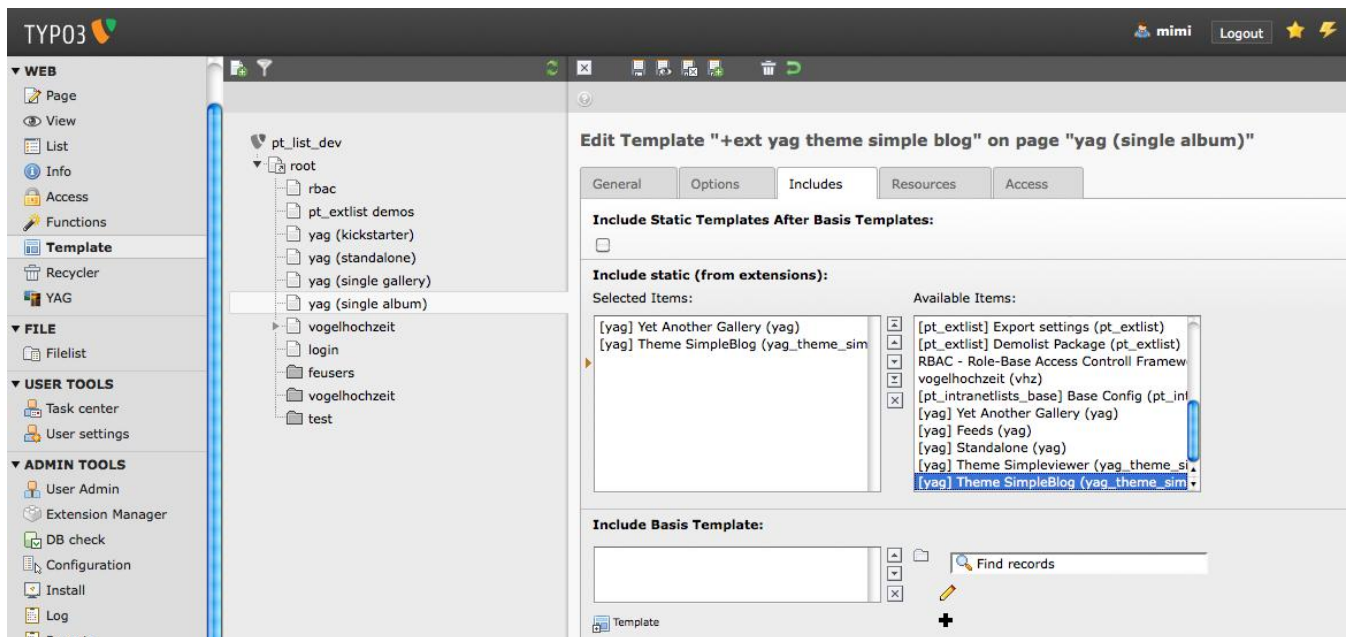 TYPO3
mimi
Logout
WEB
Page
View
List
Info
Access
Functions
Template
Recycler
YAG
FILE
Filelist
USER TOOLS
Task center
User settings
ADMIN TOOLS
User Admin
Extension Manager
DB check
Configuration
Install
Log
pt_list_dev
root
rbac
pt_extlist demos
yag (kickstarter)
yag (standalone)
yag (single gallery)
yag (single album)
vogelhochzeit
login
feusers
vogelhochzeit
test
Edit Template "+ext yag theme simple blog" on page "yag (single album)"
General Options Includes Resources Access
Include Static Templates After Basis Templates:
Include static (from extensions):
Selected Items:
[yag] Yet Another Gallery (yag)
[yag] Theme SimpleBlog (yag_theme_sim
Available Items:
[pt_extlist] Export settings (pt_extlist)
[pt_extlist] Demolist Package (pt_extlist)
RBAC - Role-Base Access Controll Framew
vogelhochzeit (vhz)
[pt_intranetlists_base] Base Config (pt_int
[yag] Yet Another Gallery (yag)
[yag] Feeds (yag)
[yag] Standalone (yag)
[yag] Theme Simpleviewer (yag_theme_si
[yag] Theme SimpleBlog (yag_theme_sim
Include Basis Template:
Find records
Template